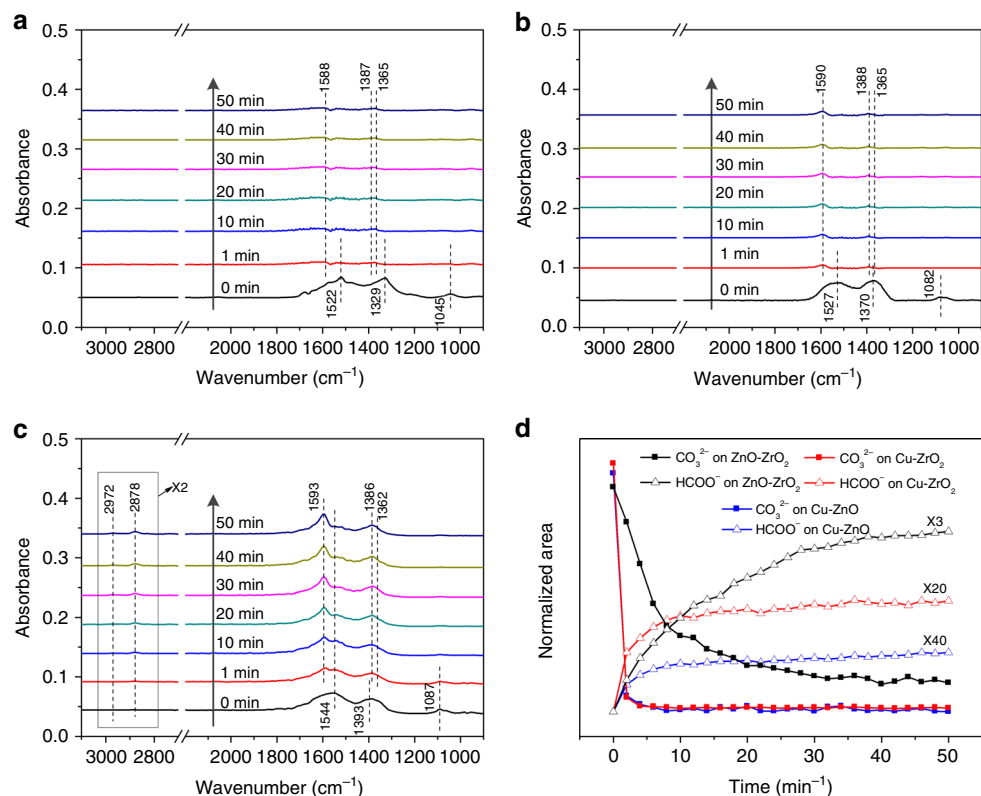 a
0.5
0.4
0.3
0.2
0.1
0.0
Absorbance
1588
1387
1365
50 min
40 min
30 min
20 min
10 min
1 min
0 min
1522
1329
1045
3000 2800 2000 1800 1600 1400 1200 1000
Wavenumber (cm⁻¹)
b
0.5
0.4
0.3
0.2
0.1
0.0
Absorbance
1590
1388
1365
50 min
40 min
30 min
20 min
10 min
1 min
0 min
1527
1370
1082
3000 2800 2000 1800 1600 1400 1200 1000
Wavenumber (cm⁻¹)
c
0.5
0.4
0.3
0.2
0.1
0.0
Absorbance
X2
2972
2878
1593
1386
1362
50 min
40 min
30 min
20 min
10 min
1 min
0 min
1544
1393
1087
3000 2800 2000 1800 1600 1400 1200 1000
Wavenumber (cm⁻¹)
d
Normalized area
CO₃²⁻ on ZnO-ZrO₂ CO₃²⁻ on Cu-ZrO₂
HCOO⁻ on ZnO-ZrO₂ HCOO⁻ on Cu-ZrO₂
CO₃²⁻ on Cu-ZnO
HCOO⁻ on Cu-ZnO
X3
X20
X40
0 10 20 30 40 50
Time (min⁻¹)